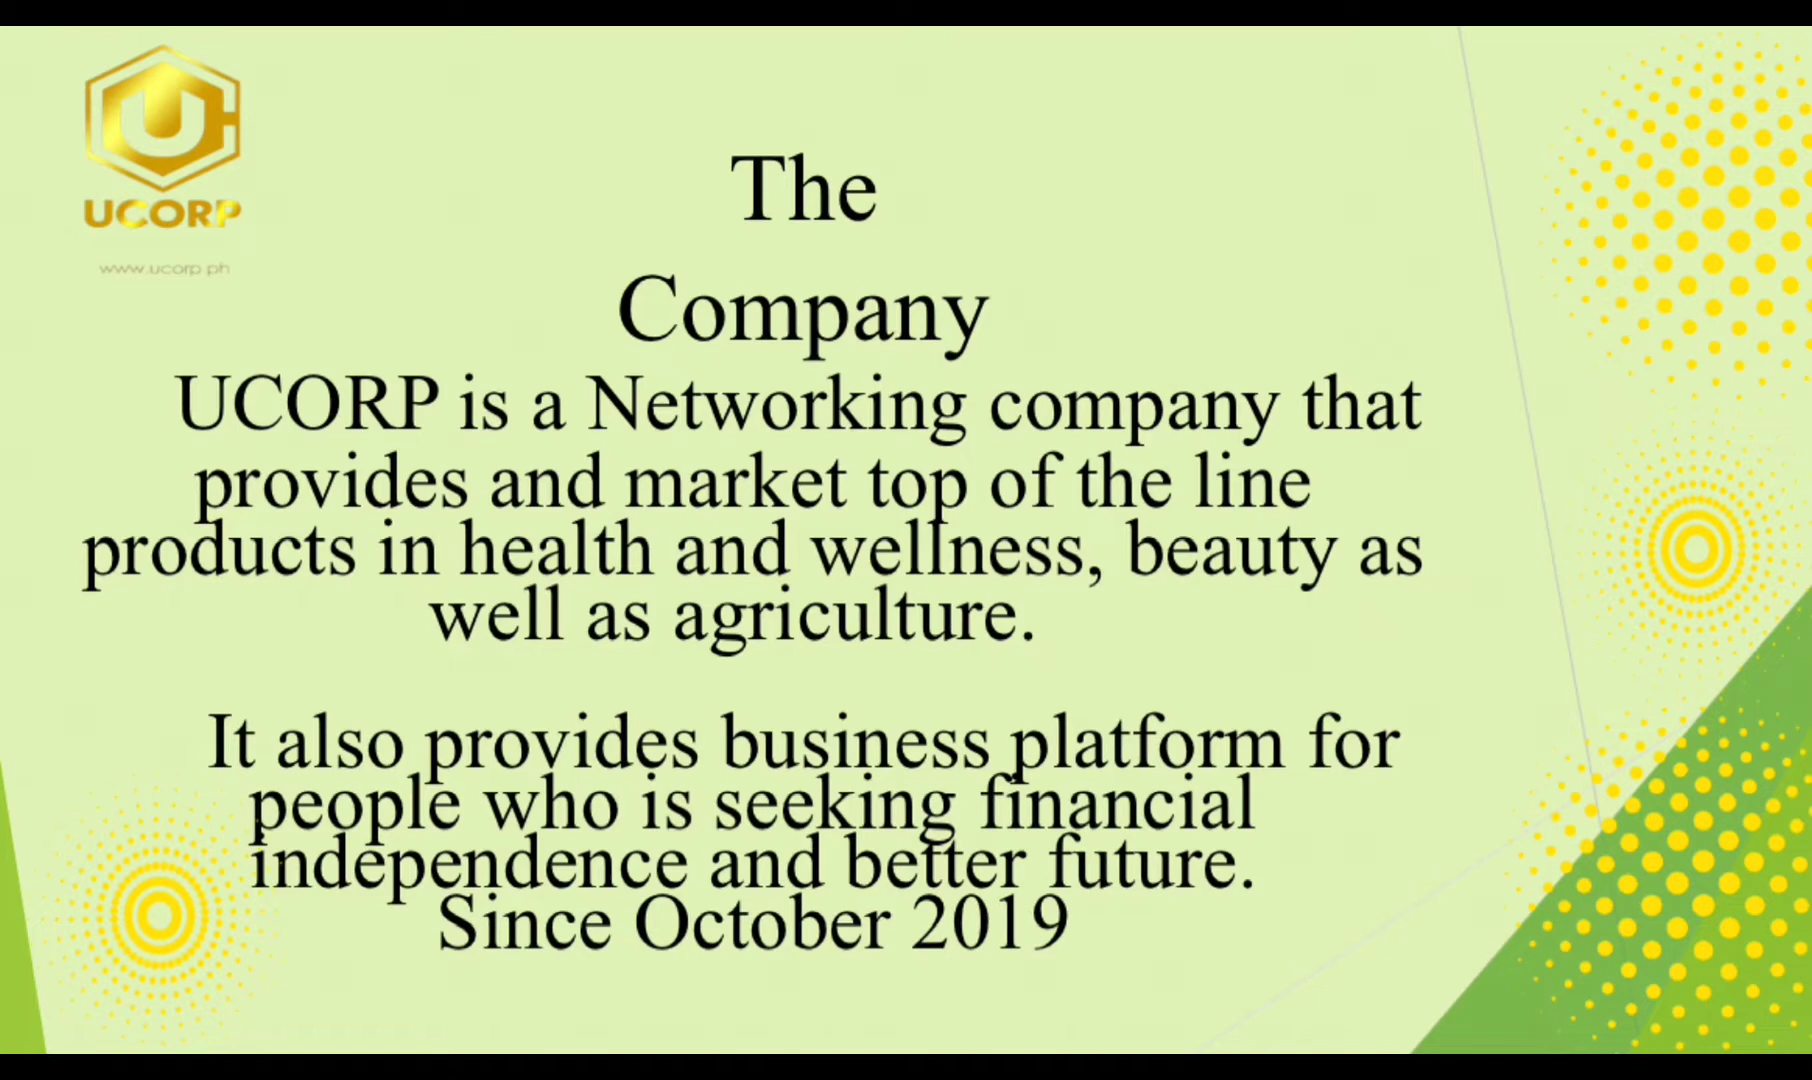 UCORP
www.ucorp.ph
The
Company
UCORP is a Networking company that
provides and market top of the line
products in health and wellness, beauty as
well as agriculture.
It also provides business platform for
people who is seeking financial
independence and better future.
Since October 2019